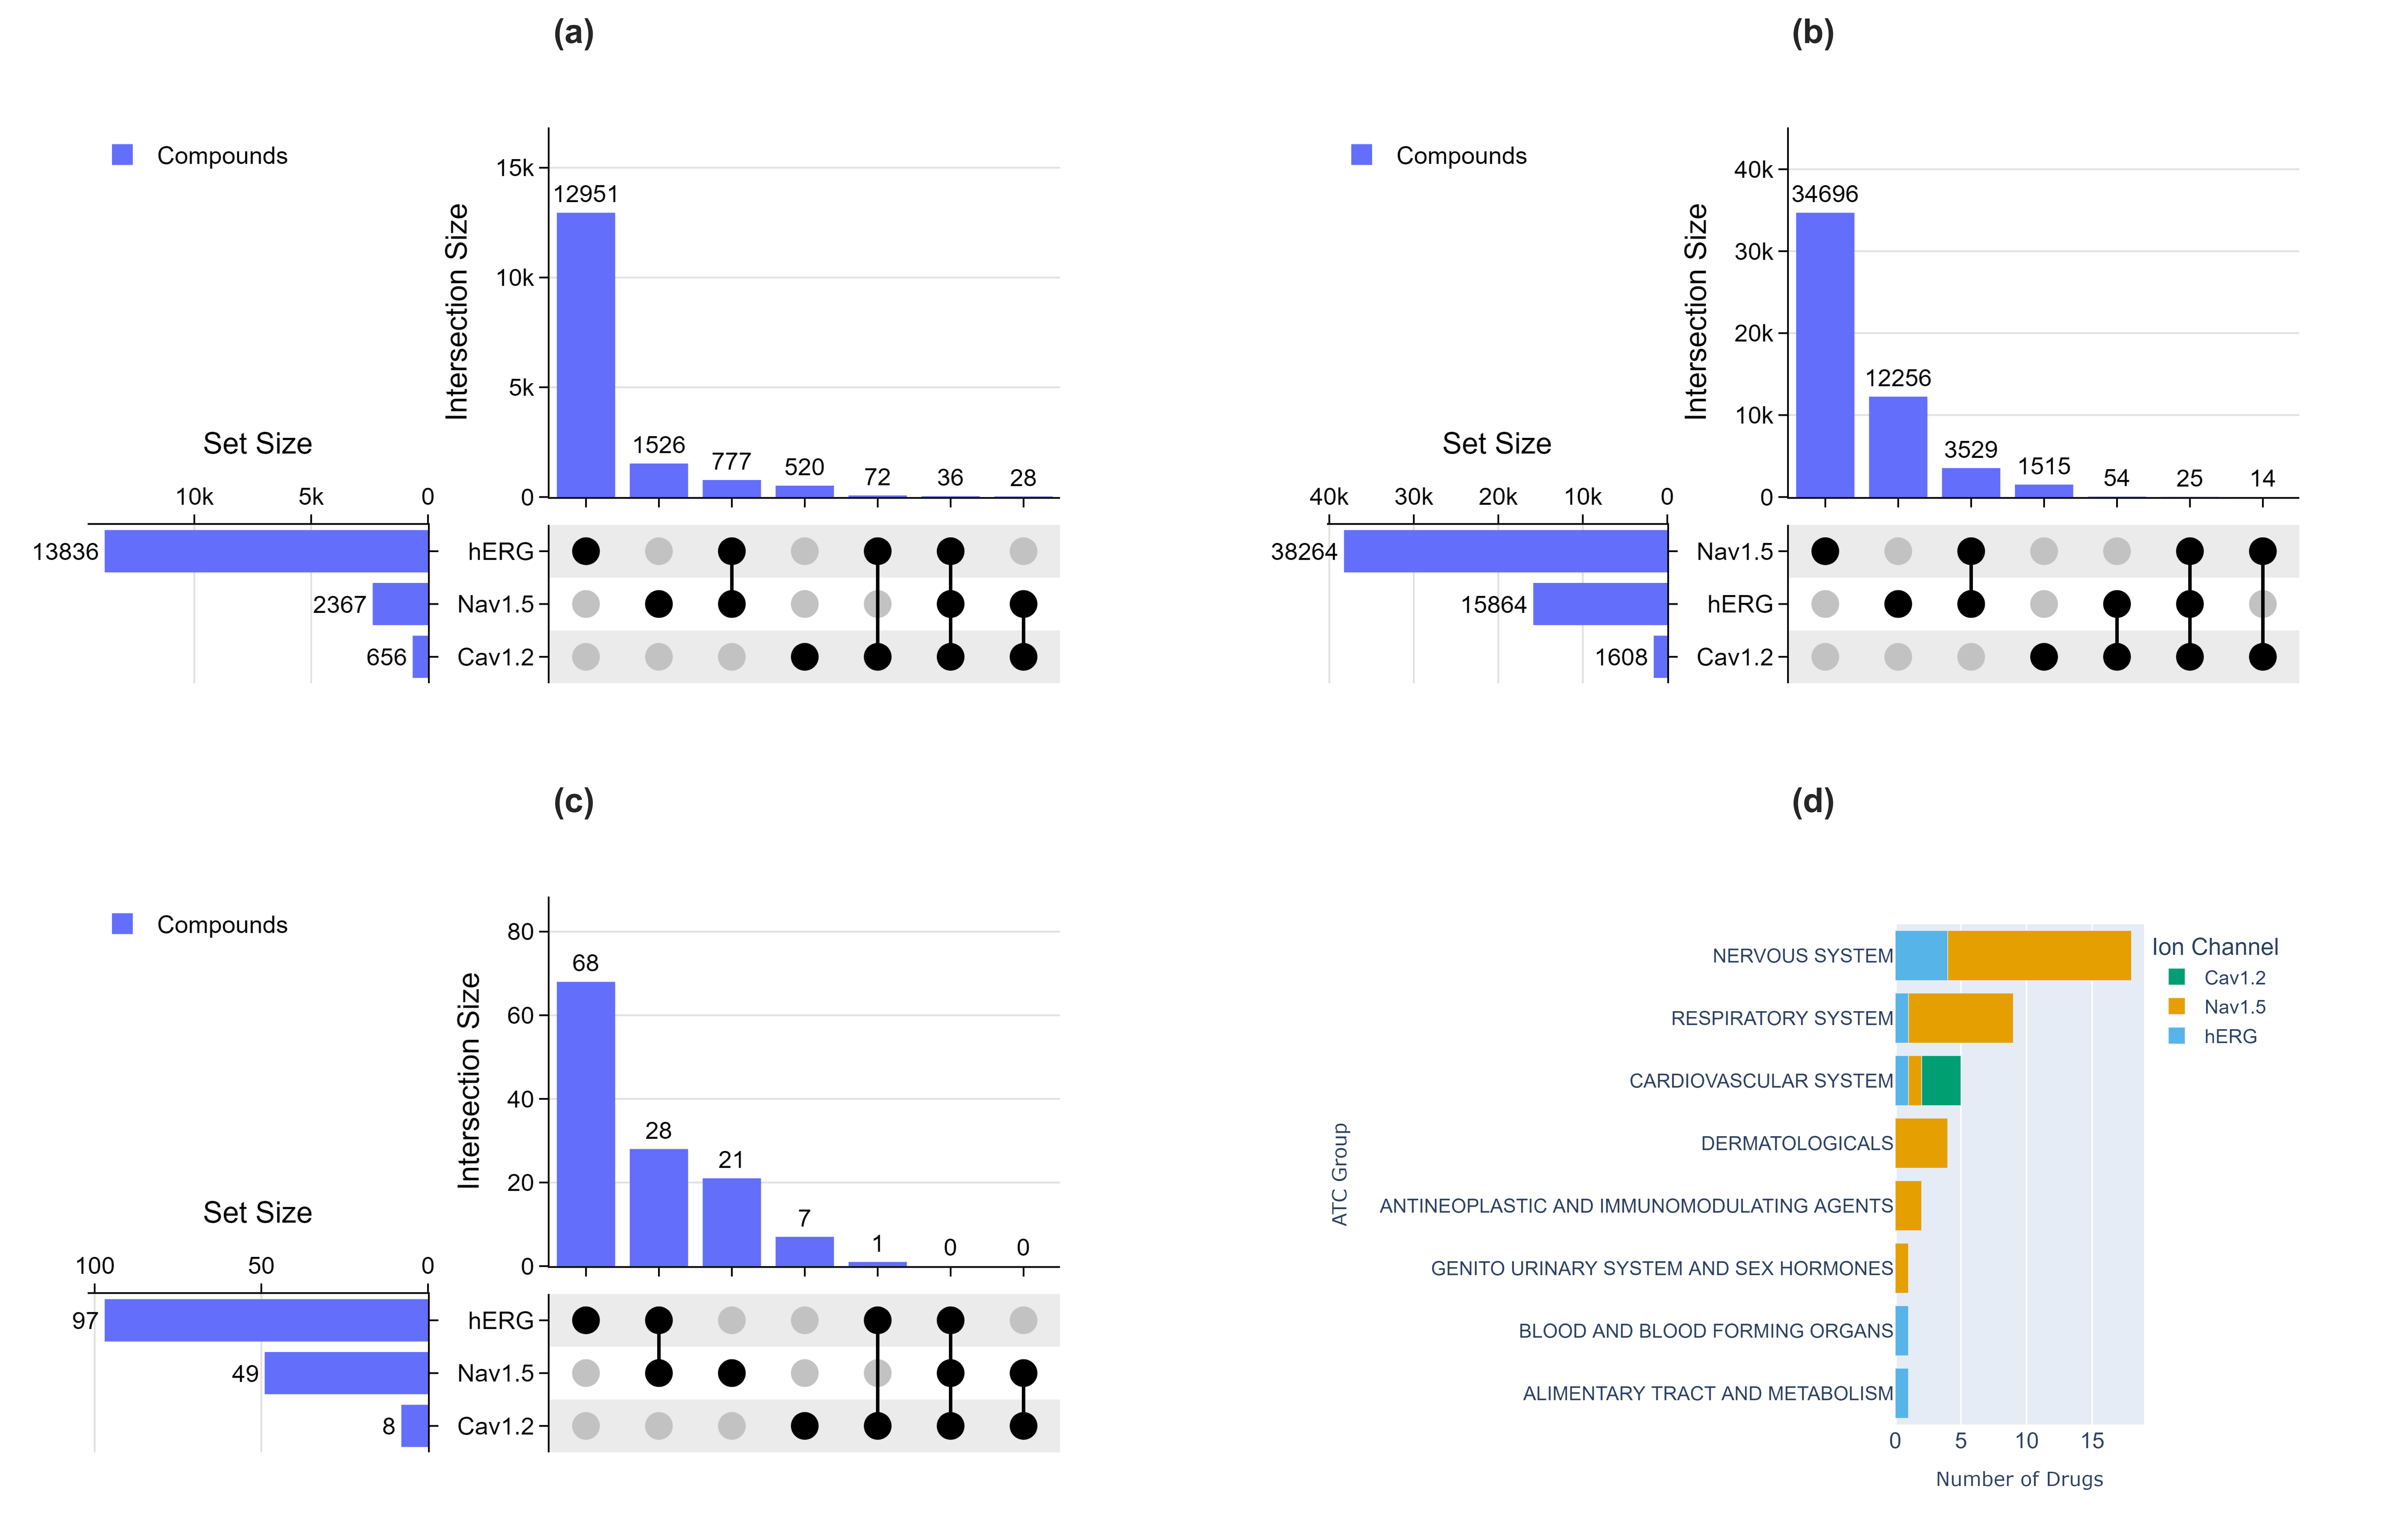 (a)
Compounds
Intersection Size
15k
10k
5k
0
12951
1526
777
520
72
36
28
Set Size
10k
5k
0
13836
2367
656
hERG
Nav1.5
Cav1.2
(b)
Compounds
Intersection Size
40k
30k
20k
10k
0
34696
12256
3529
1515
54
25
14
Set Size
40k
30k
20k
10k
0
38264
15864
1608
Nav1.5
hERG
Cav1.2
(c)
Compounds
Intersection Size
80
60
40
20
0
68
28
21
7
1
0
0
Set Size
100
50
0
97
49
8
hERG
Nav1.5
Cav1.2
(d)
ATC Group
NERVOUS SYSTEM
RESPIRATORY SYSTEM
CARDIOVASCULAR SYSTEM
DERMATOLOGICALS
ANTINEOPLASTIC AND IMMUNOMODULATING AGENTS
GENITO URINARY SYSTEM AND SEX HORMONES
BLOOD AND BLOOD FORMING ORGANS
ALIMENTARY TRACT AND METABOLISM
0
5
10
15
Number of Drugs
Ion Channel
Cav1.2
Nav1.5
hERG